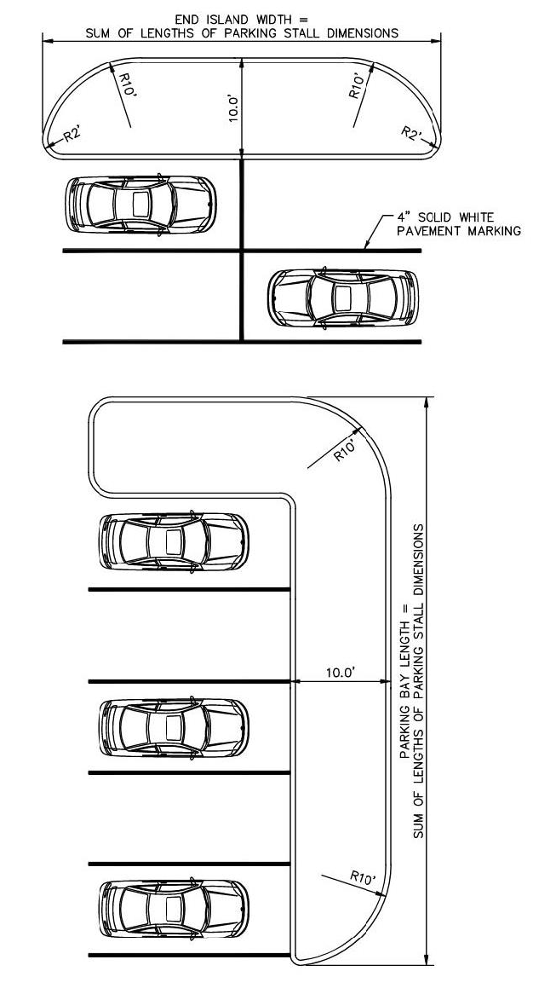 END ISLAND WIDTH =
SUM OF LENGTHS OF PARKING STALL DIMENSIONS
R10'
10.0'
R10'
R2'
R2'
4" SOLID WHITE
PAVEMENT MARKING
R10'
PARKING BAY LENGTH =
SUM OF LENGTHS OF PARKING STALL DIMENSIONS
10.0'
R10'